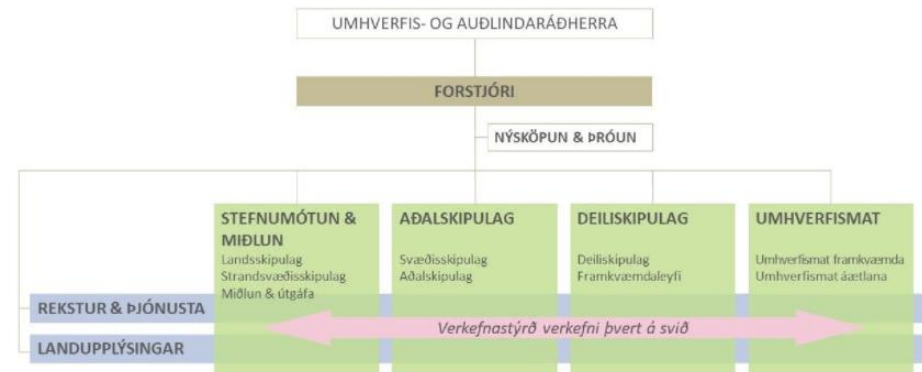 UMHVERFIS- OG AUÐLINDARÁÐHERRA
FORSTJÓRI
NÝSKÖPUN & ÞRÓUN
STEFNUMÓTUN &
MIÐLUN
Landsskipulag
Strandsvæðisskipulag
Miðlun & útgáfa
AÐALSKIPULAG
Svæðisskipulag
Aðalskipulag
DEILISKIPULAG
Deiliskipulag
Framkvæmdaleyfi
UMHVERFISMAT
Umhverfismat framkvæmda
Umhverfismat áætlana
REKSTUR & ÞJÓNUSTA
Verkefnastýrð verkefni þvert á svið
LANDUPPLÝSINGAR